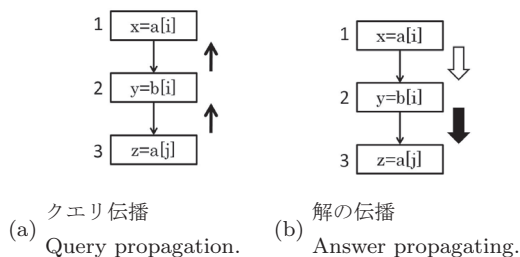 1 x=a[i]
2 y=b[i]
3 z=a[j]
(a) クエリ伝播
Query propagation.
1 x=a[i]
2 y=b[i]
3 z=a[j]
(b) 解の伝播
Answer propagating.